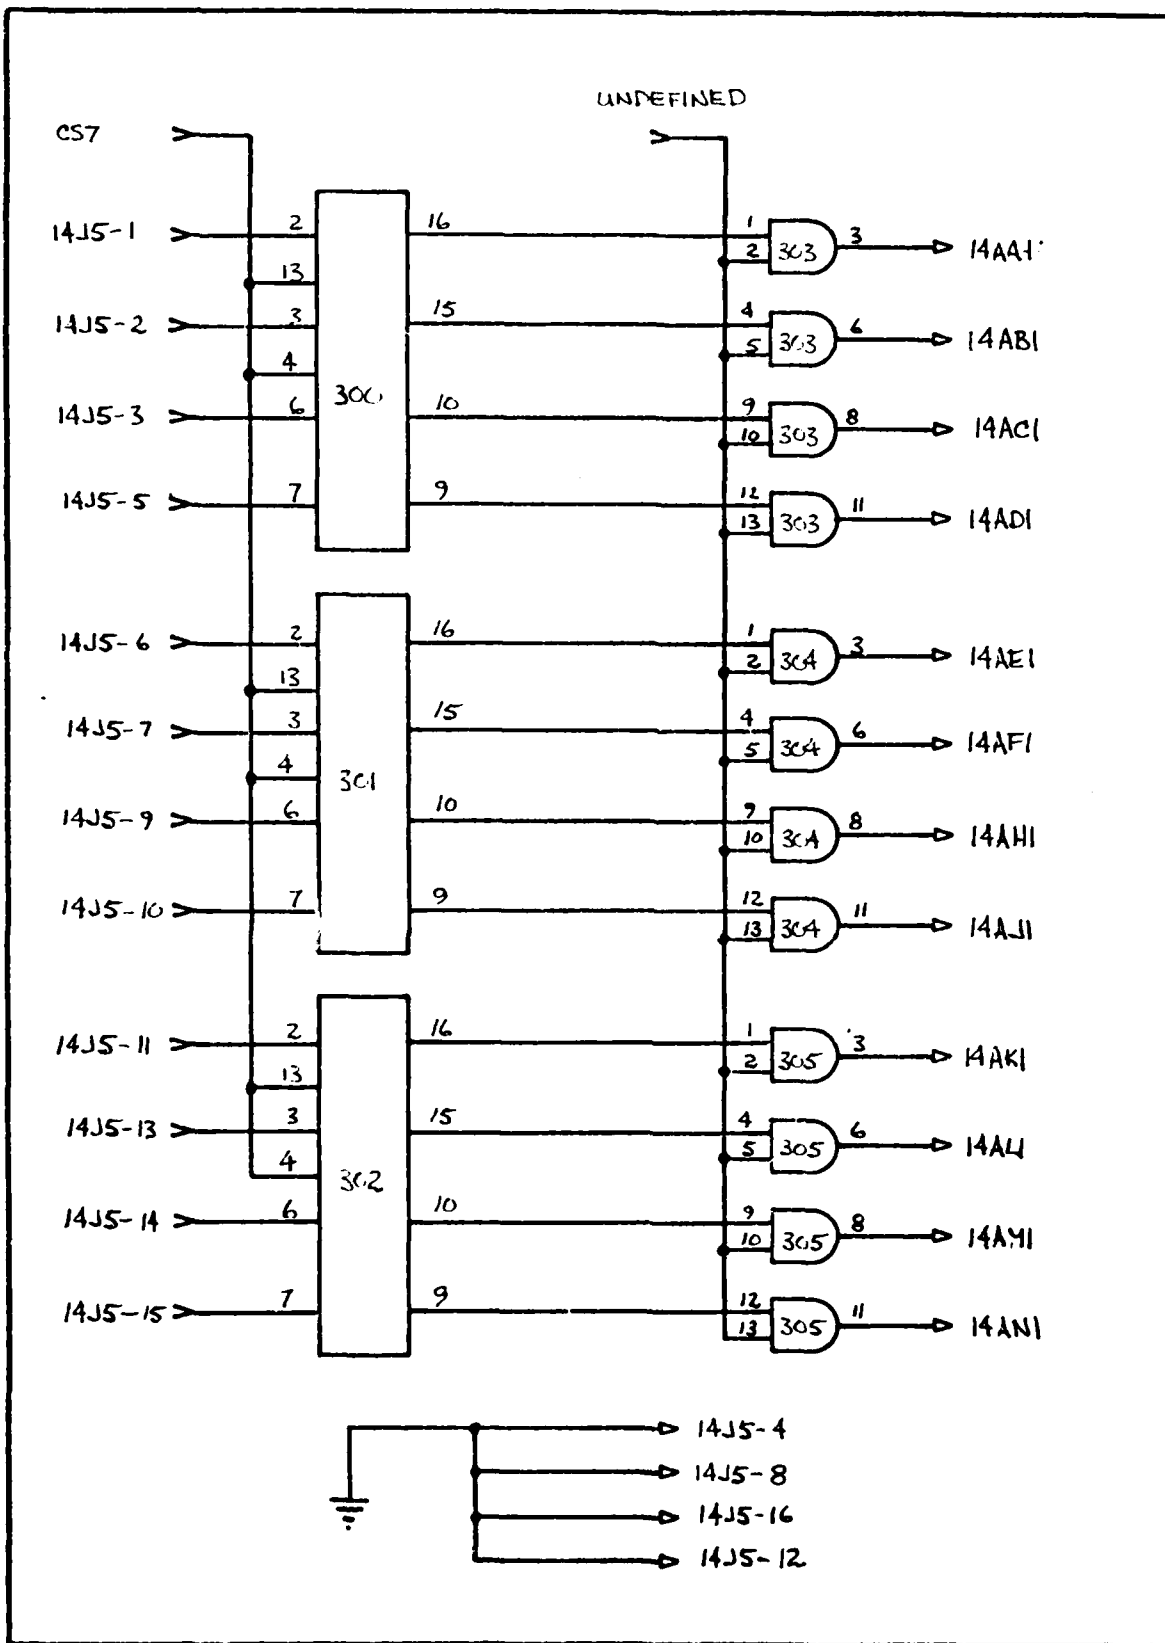 UNDEFINED
CS7
14J5-1 2 16 1 2 303 3 14AA1
13
14J5-2 3 15 4 5 303 6 14AB1
4
300
14J5-3 6 10 9 10 303 8 14AC1
14J5-5 7 9 12 13 303 11 14AD1
14J5-6 2 16 1 2 304 3 14AE1
13
14J5-7 3 15 4 5 304 6 14AF1
4
301
14J5-9 6 10 9 10 304 8 14AH1
14J5-10 7 9 12 13 304 11 14AJ1
14J5-11 2 16 1 2 305 3 14AK1
13
14J5-13 3 15 4 5 305 6 14AL1
4
302
14J5-14 6 10 9 10 305 8 14AM1
14J5-15 7 9 12 13 305 11 14AN1
14J5-4
14J5-8
14J5-16
14J5-12